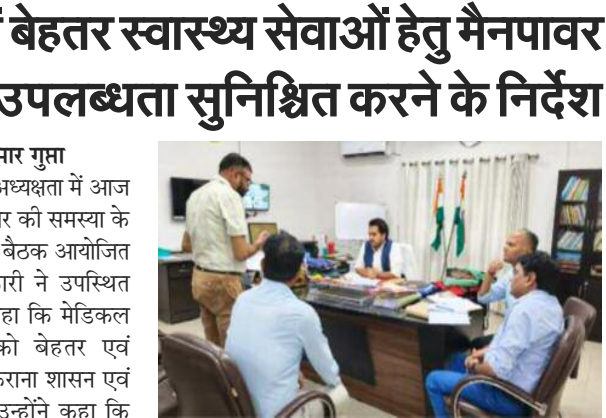 बेहतर स्वास्थ्य सेवाओं हेतु मैनपावर
उपलब्धता सुनिश्चित करने के निर्देश
गुप्ता
अध्यक्षता में आज
की समस्या के
बैठक आयोजित
ने उपस्थित
कि मेडिकल
को बेहतर एवं
कराना शासन एवं
उन्होंने कहा कि